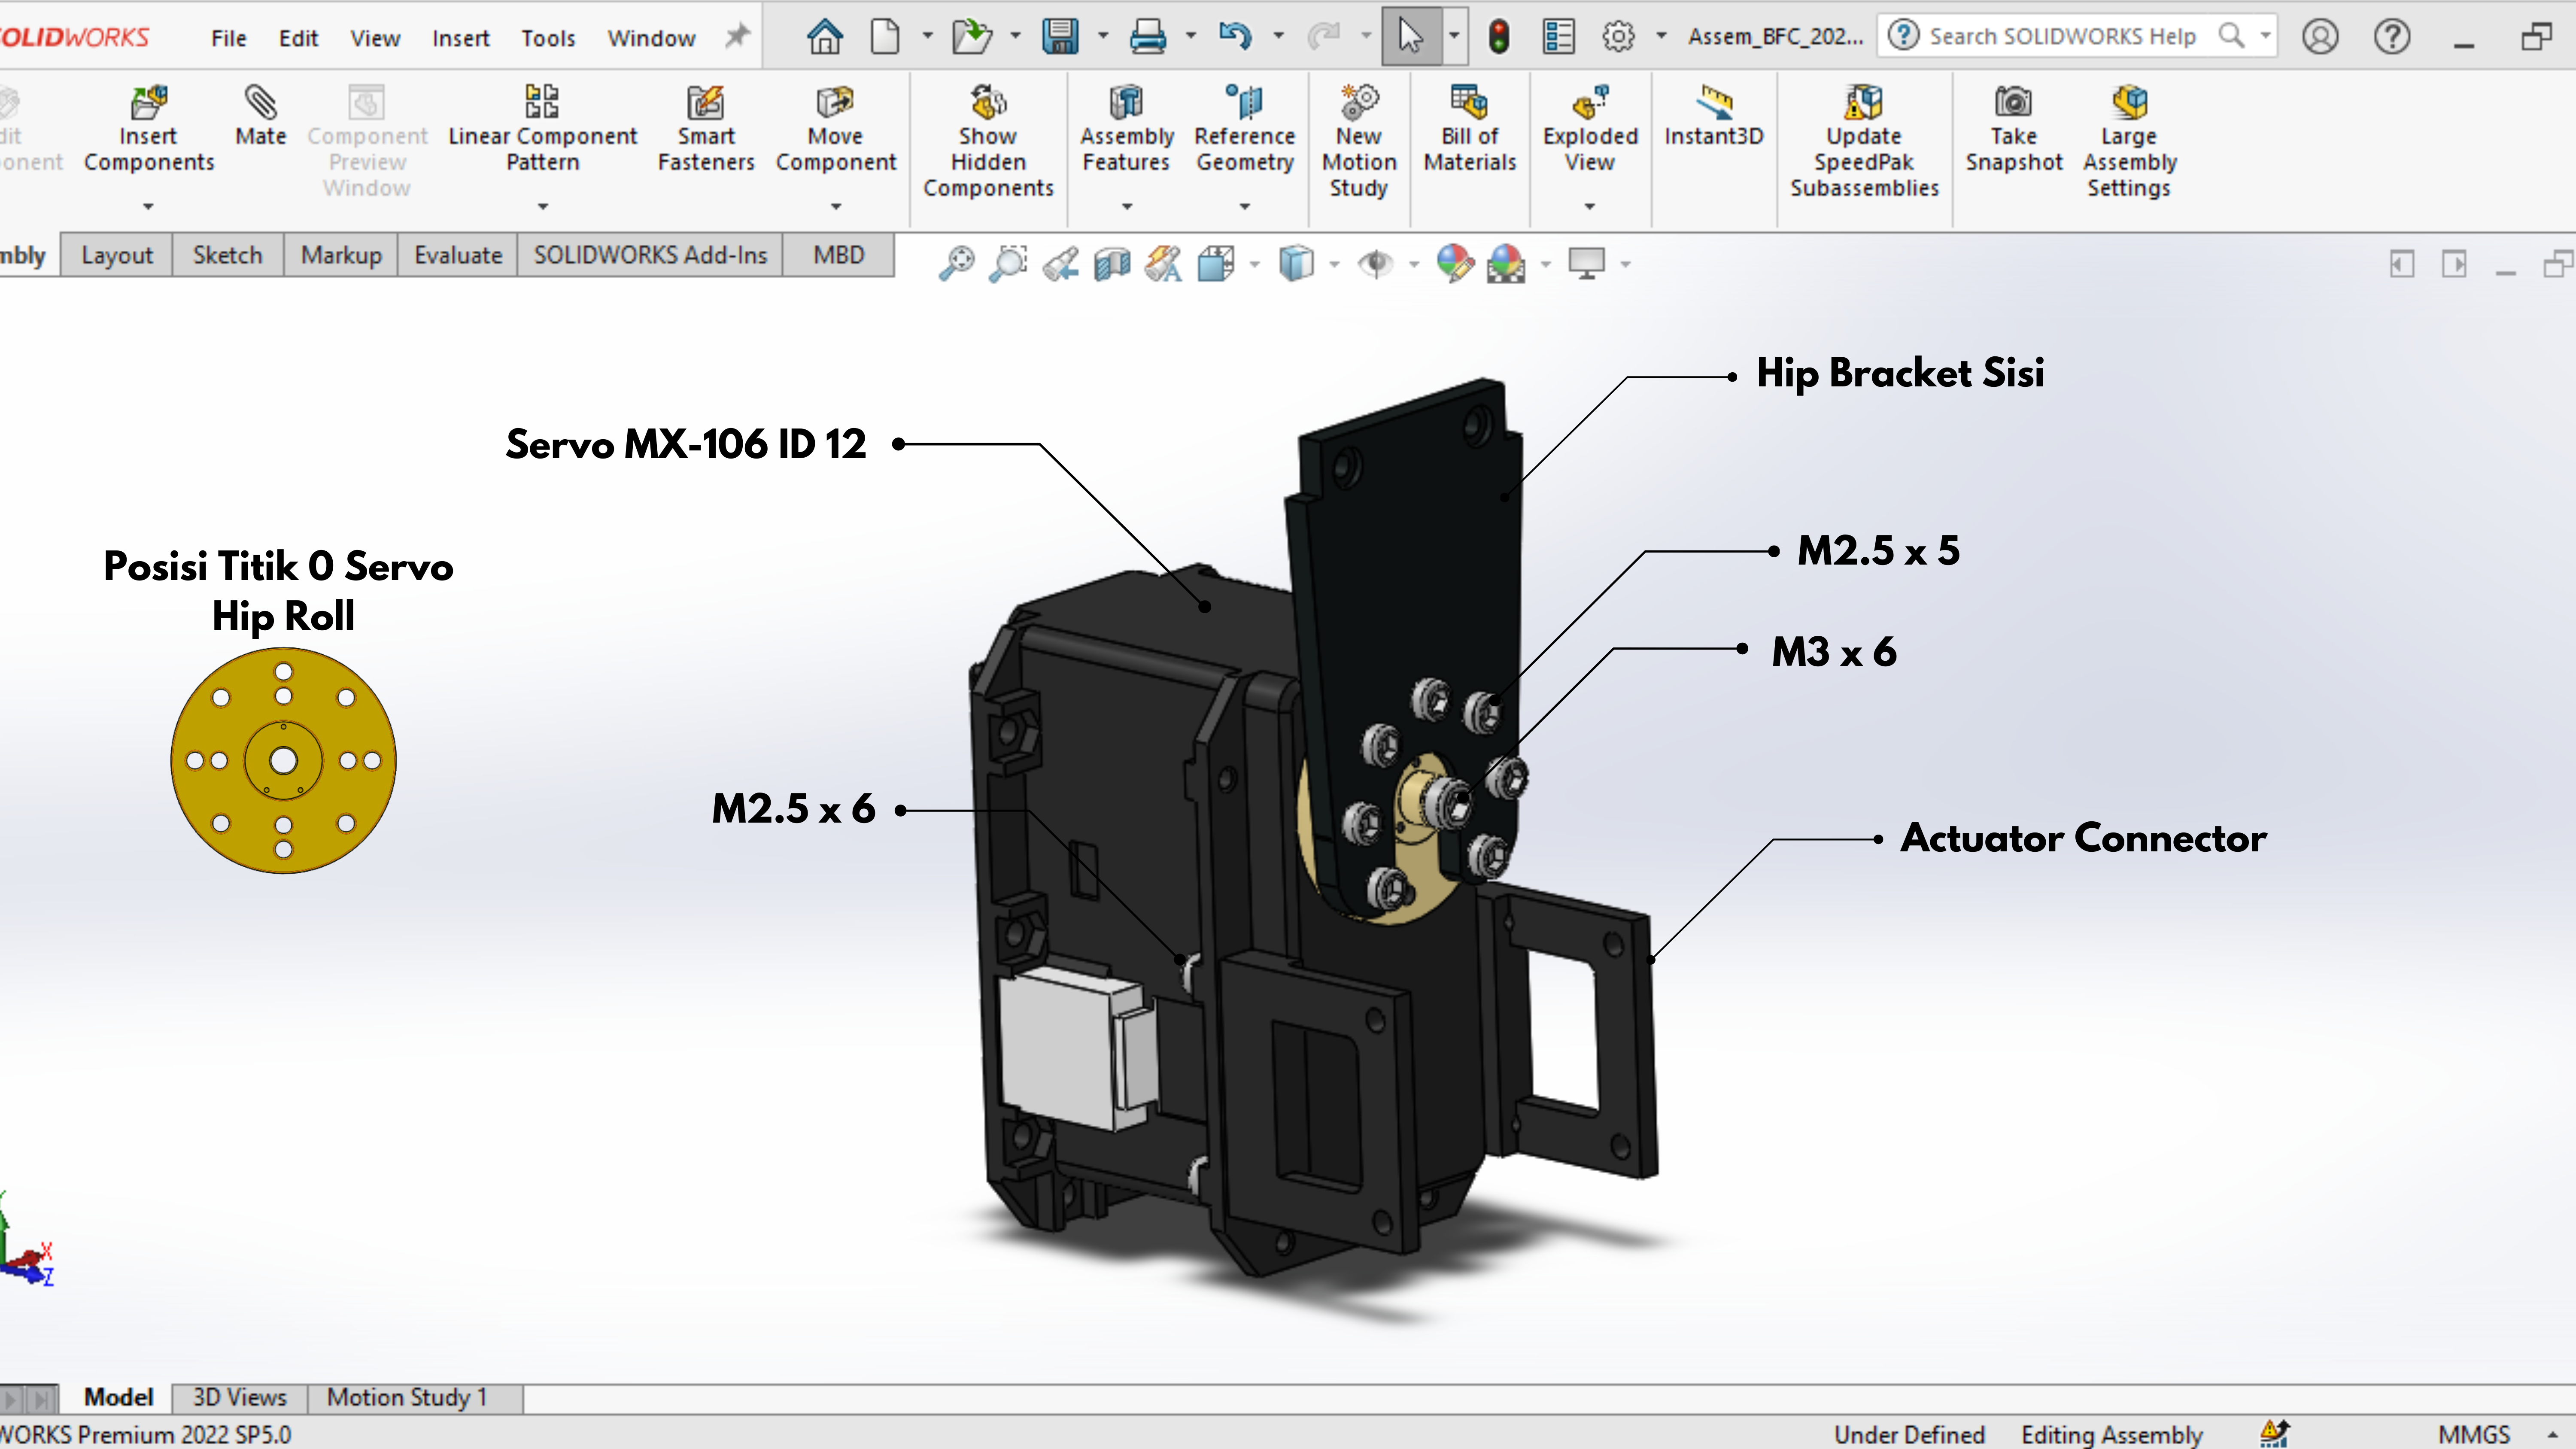 SOLIDWORKS File Edit View Insert Tools Window Assem_BFC_202... Search SOLIDWORKS Help
Insert Components
Mate
Component Preview Window
Linear Component Pattern
Smart Fasteners
Move Component
Show Hidden Components
Assembly Features
Reference Geometry
New Motion Study
Bill of Materials
Exploded View
Instant3D
Update SpeedPak Subassemblies
Take Snapshot
Large Assembly Settings
mbly Layout Sketch Markup Evaluate SOLIDWORKS Add-Ins MBD
Hip Bracket Sisi
Servo MX-106 ID 12
M2.5 x 5
Posisi Titik 0 Servo
Hip Roll
M3 x 6
M2.5 x 6
Actuator Connector
X
Z
Model 3D Views Motion Study 1
WORKS Premium 2022 SP5.0 Under Defined Editing Assembly MMGS